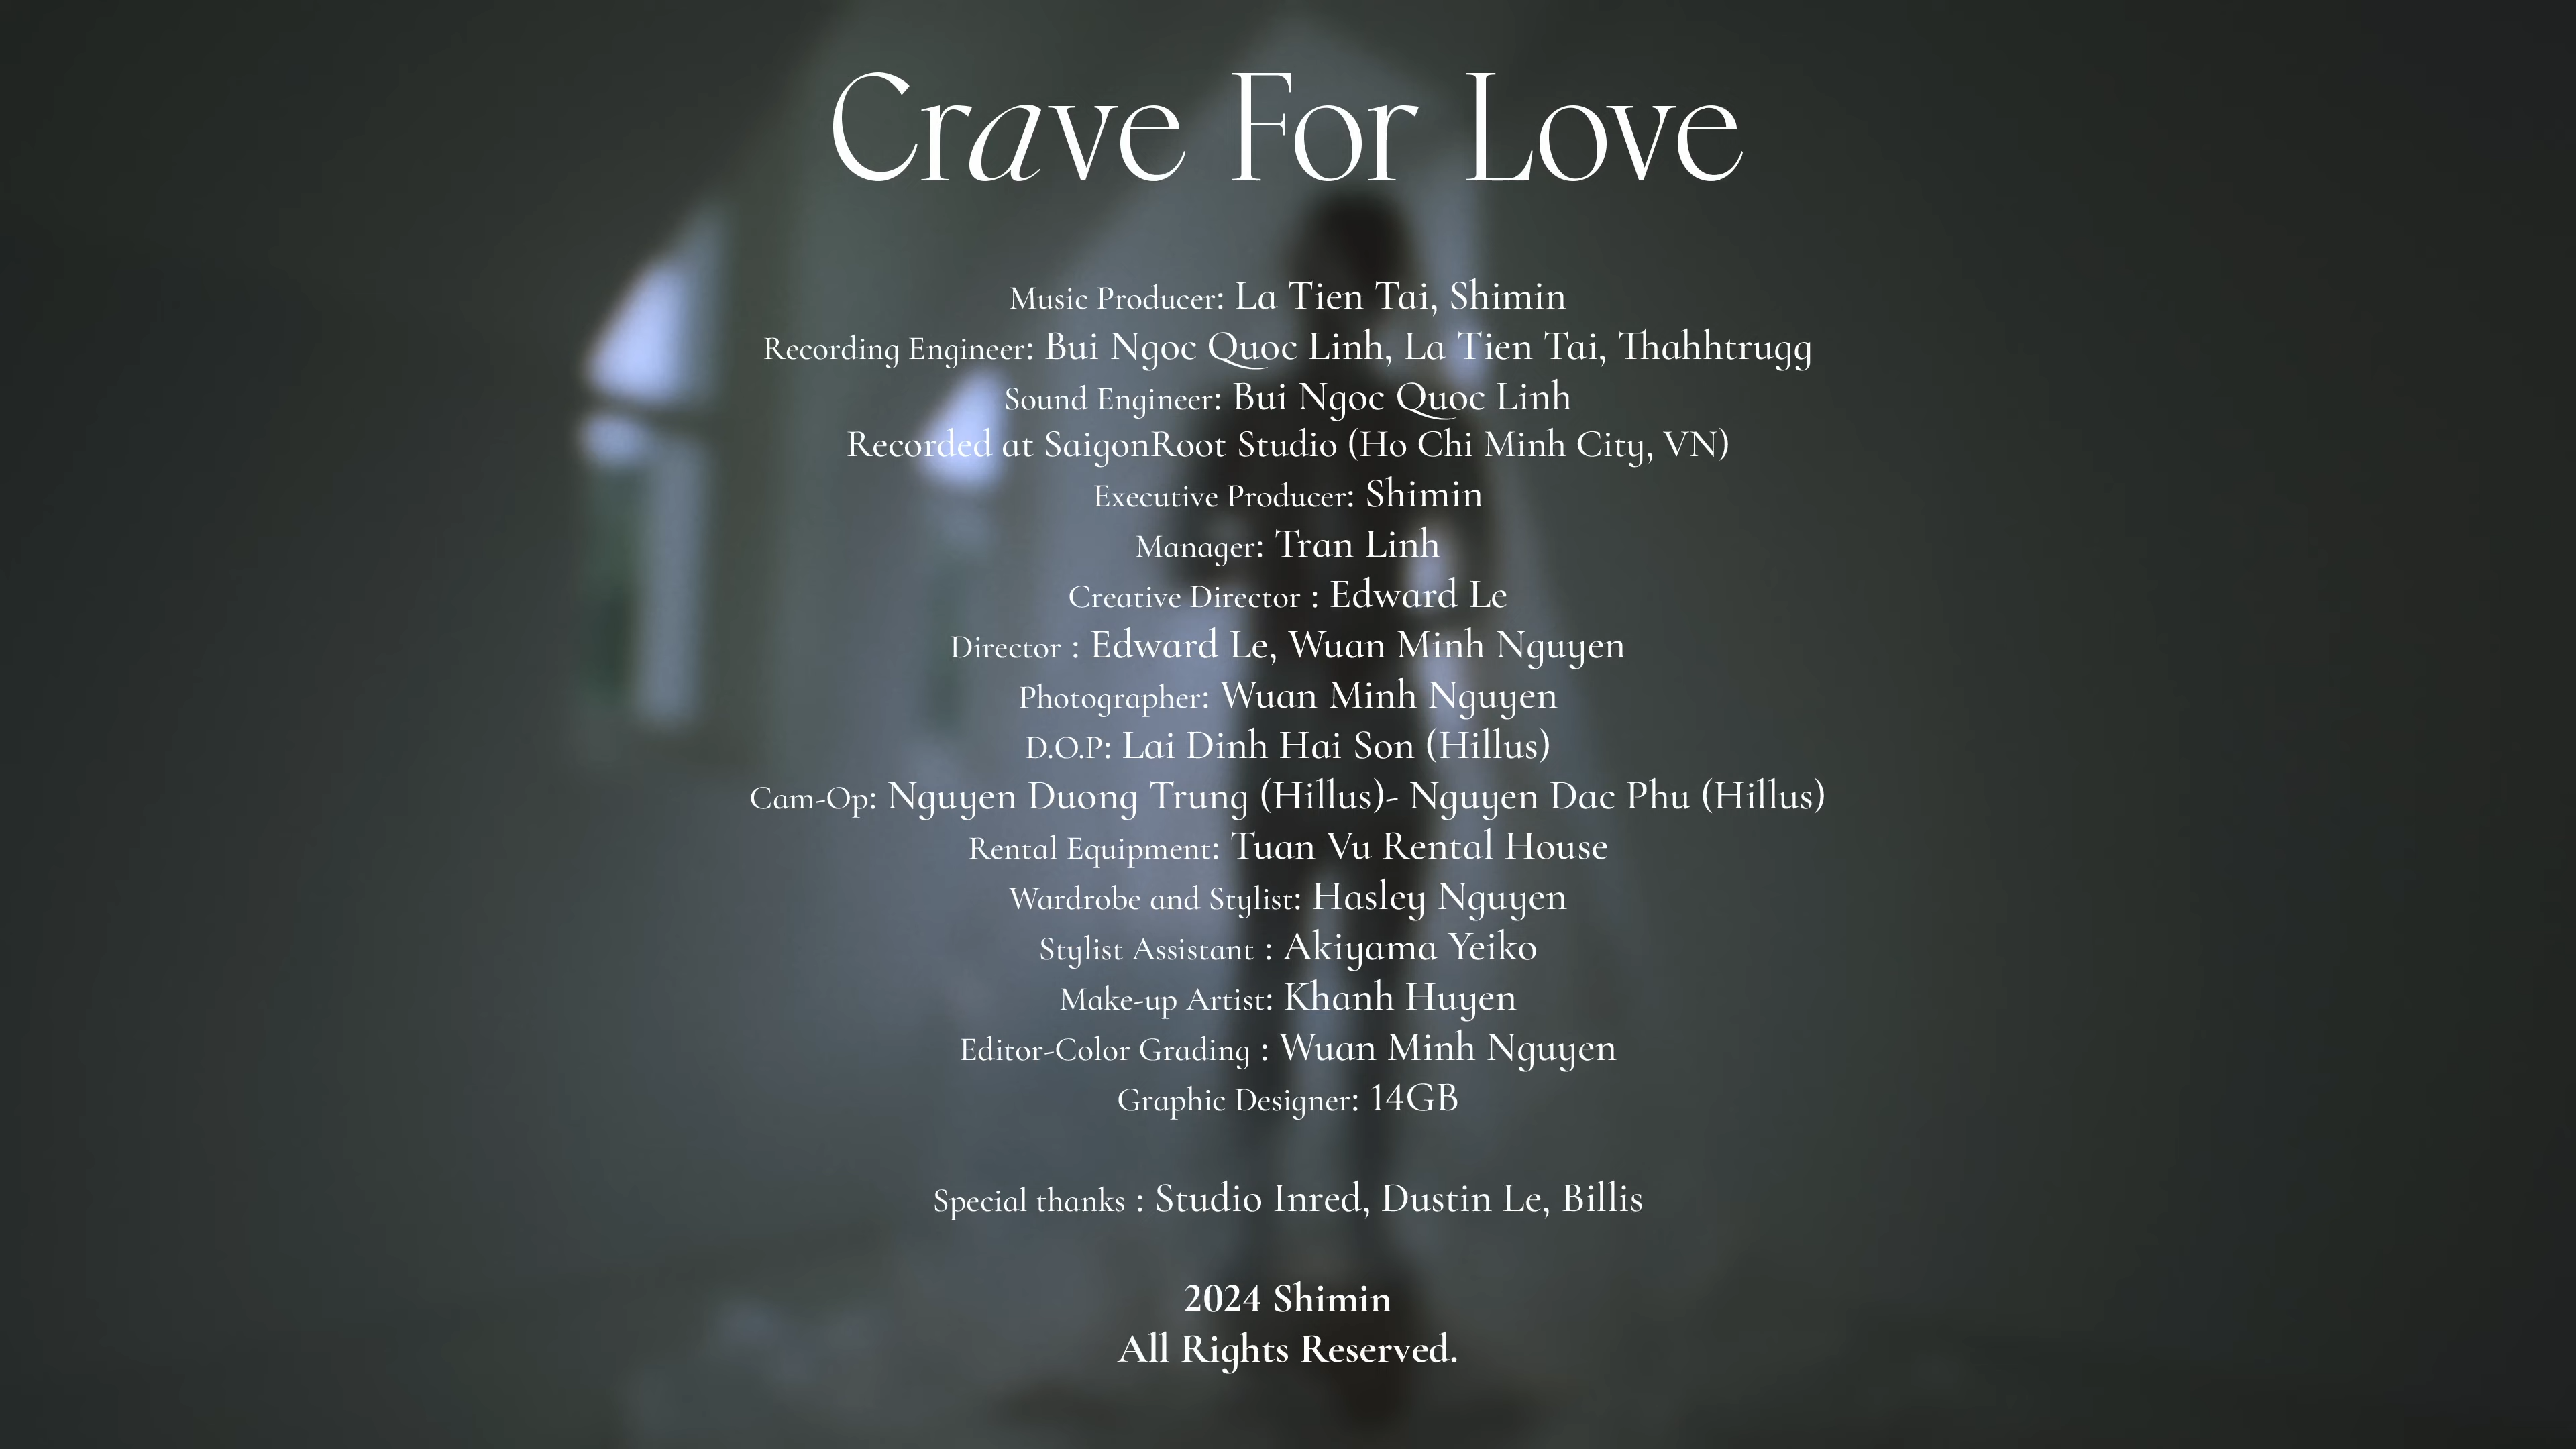 Crave For Love
Music Producer: La Tien Tai, Shimin
Recording Engineer: Bui Ngoc Quoc Linh, La Tien Tai, Thahhtrugg
Sound Engineer: Bui Ngoc Quoc Linh
Recorded at SaigonRoot Studio (Ho Chi Minh City, VN)
Executive Producer: Shimin
Manager: Tran Linh
Creative Director : Edward Le
Director : Edward Le, Wuan Minh Nguyen
Photographer: Wuan Minh Nguyen
D.O.P: Lai Dinh Hai Son (Hillus)
Cam-Op: Nguyen Duong Trung (Hillus)- Nguyen Dac Phu (Hillus)
Rental Equipment: Tuan Vu Rental House
Wardrobe and Stylist: Hasley Nguyen
Stylist Assistant : Akiyama Yeiko
Make-up Artist: Khanh Huyen
Editor-Color Grading : Wuan Minh Nguyen
Graphic Designer: 14GB
Special thanks : Studio Inred, Dustin Le, Billis
2024 Shimin
All Rights Reserved.